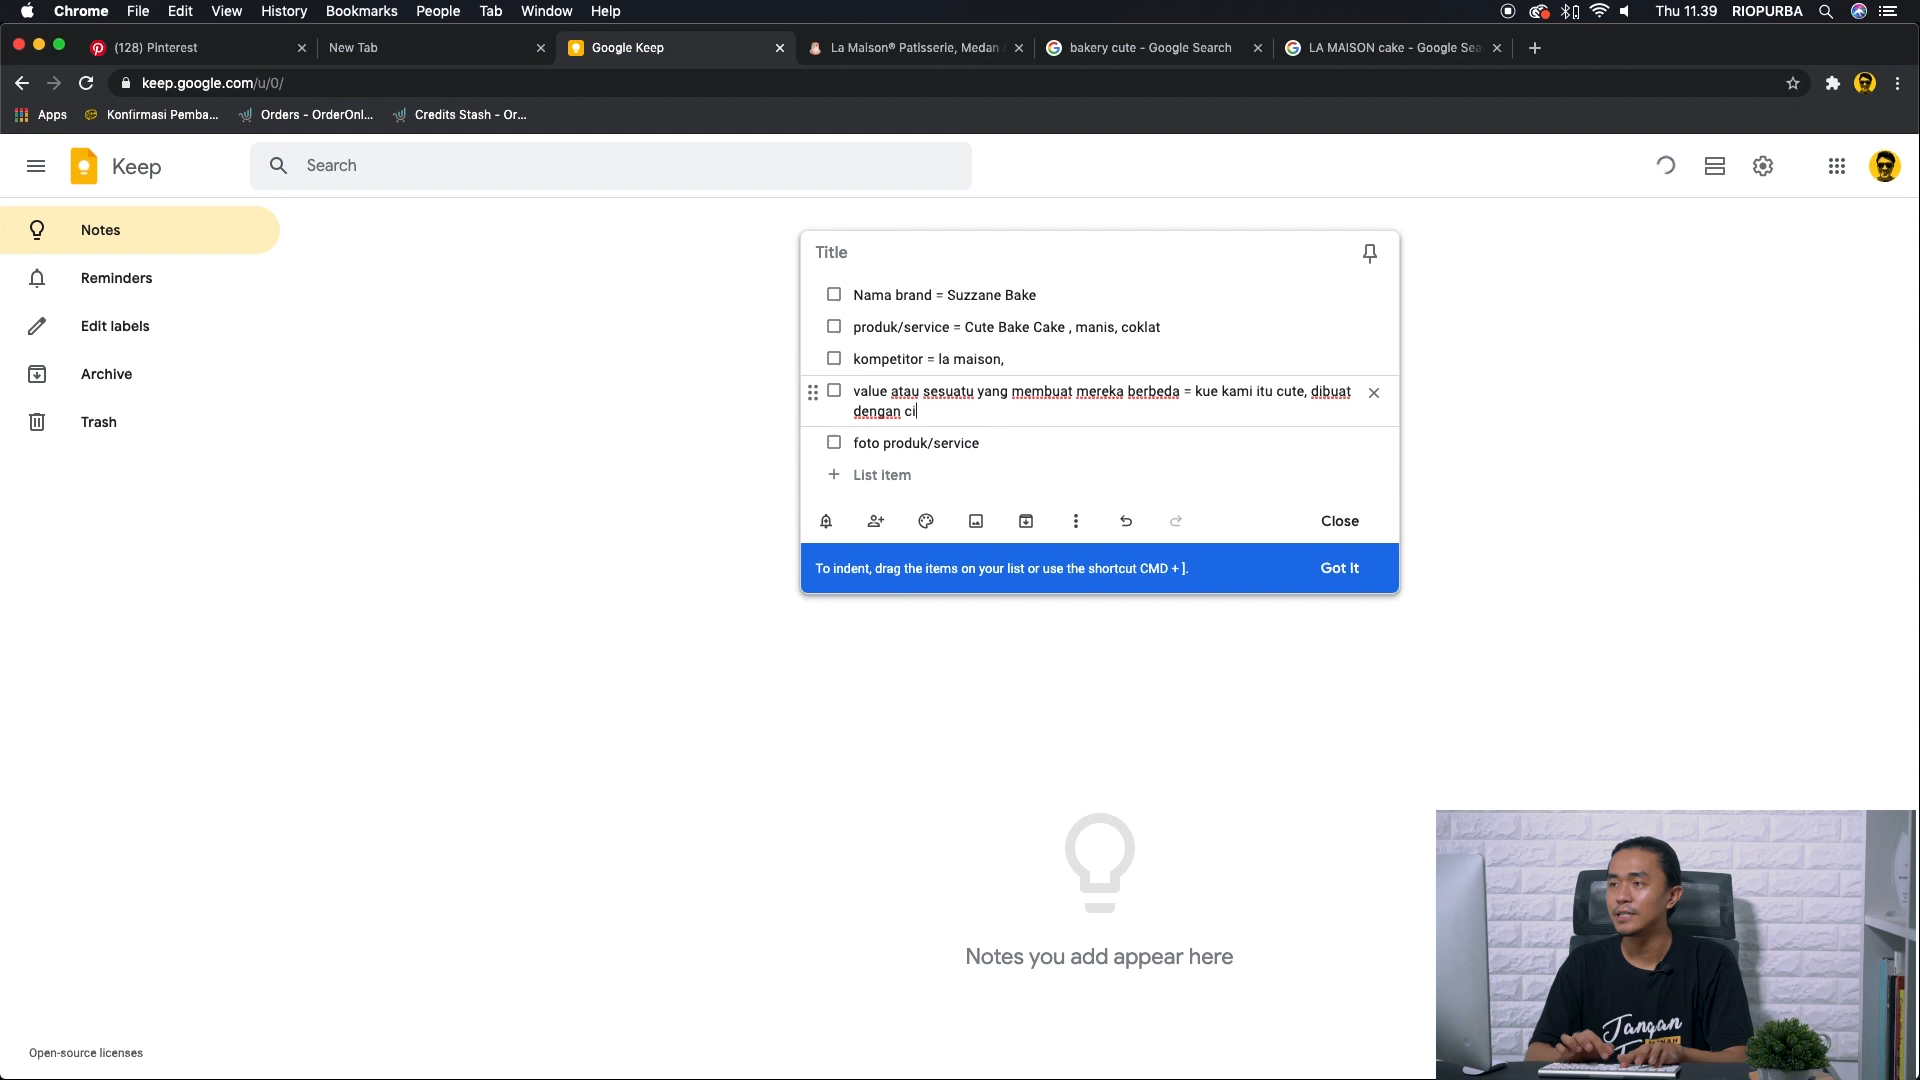 Chrome File Edit View History Bookmarks People Tab Window Help Thu 11.39 RIOPURBA
(128) Pinterest New Tab Google Keep La Maison® Patisserie, Medan bakery cute - Google Search LA MAISON cake - Google Sea
keep.google.com/u/0/
Apps Konfirmasi Pemba... Orders - OrderOnl... Credits Stash - Or...
Keep Search
Notes
Reminders
Edit labels
Archive
Trash
Title
Nama brand = Suzzane Bake
produk/service = Cute Bake Cake , manis, coklat
kompetitor = la maison,
value atau sesuatu yang membuat mereka berbeda = kue kami itu cute, dibuat
dengan ci
foto produk/service
+ List item
Close
To indent, drag the items on your list or use the shortcut CMD + ]. Got It
Notes you add appear here
Open-source licenses
Jangan